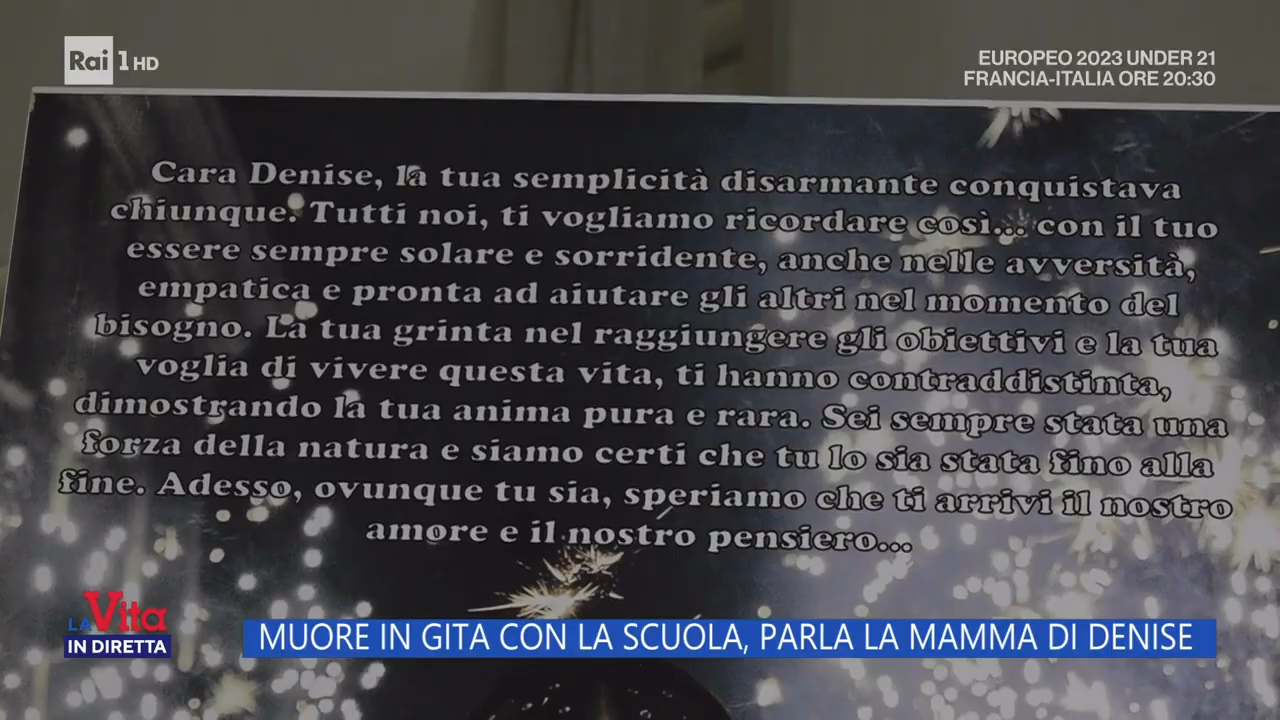 Rai 1 HD
EUROPEO 2023 UNDER 21
FRANCIA-ITALIA ORE 20:30
Cara Denise, la tua semplicità disarmante conquistava
chiunque. Tutti noi, ti vogliamo ricordare così... con il tuo
essere sempre solare e sorridente, anche nelle avversità,
empatica e pronta ad aiutare gli altri nel momento del
bisogno. La tua grinta nel raggiungere gli obiettivi e la tua
voglia di vivere questa vita, ti hanno contraddistinta,
dimostrando la tua anima pura e rara. Sei sempre stata una
forza della natura e siamo certi che tu lo sia stata fino alla
fine. Adesso, ovunque tu sia, speriamo che ti arrivi il nostro
amore e il nostro pensiero...
LA Vita
IN DIRETTA
MUORE IN GITA CON LA SCUOLA, PARLA LA MAMMA DI DENISE